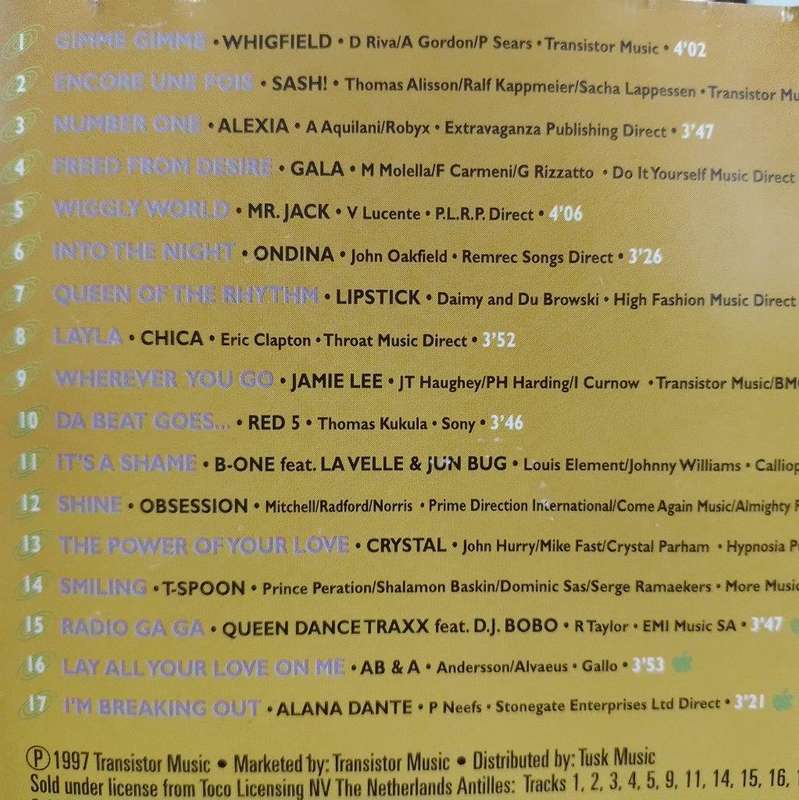 1 GIMME GIMME • WHIGFIELD • D Riva/A Gordon/P Sears • Transistor Music • 4'02
2 ENCORE UNE FOIS • SASH! • Thomas Alisson/Ralf Kappmeier/Sacha Lappessen • Transistor Mu
3 NUMBER ONE • ALEXIA • A Aquilani/Robyx • Extravaganza Publishing Direct • 3'47
4 FREED FROM DESIRE • GALA • M Molella/F Carmeni/G Rizzatto • Do It Yourself Music Direct
5 WIGGLY WORLD • MR. JACK • V Lucente • P.L.R.P. Direct • 4'06
6 INTO THE NIGHT • ONDINA • John Oakfield • Remrec Songs Direct • 3'26
7 QUEEN OF THE RHYTHM • LIPSTICK • Daimy and Du Browski • High Fashion Music Direct
8 LAYLA • CHICA • Eric Clapton • Throat Music Direct • 3'52
9 WHEREVER YOU GO • JAMIE LEE • JT Haughey/PH Harding/I Curnow • Transistor Music/BM
10 DA BEAT GOES... • RED 5 • Thomas Kukula • Sony • 3'46
11 IT'S A SHAME • B-ONE feat. LAVELLE & JUN BUG • Louis Element/Johnny Williams • Calliop
12 SHINE • OBSESSION • Mitchell/Radford/Norris • Prime Direction International/Come Again Music/Almighty
13 THE POWER OF YOUR LOVE • CRYSTAL • John Hurry/Mike Fast/Crystal Parham • Hypnosia P
14 SMILING • T-SPOON • Prince Peration/Shalamon Baskin/Dominic Sas/Serge Ramaekers • More Music
15 RADIO GA GA • QUEEN DANCE TRAXX feat. D.J. BOBO • R Taylor • EMI Music SA • 3'47
16 LAY ALL YOUR LOVE ON ME • AB & A • Andersson/Alvaeus • Gallo • 3'53
17 I'M BREAKING OUT • ALANA DANTE • P Neefs • Stonegate Enterprises Ltd Direct • 3'21
Ⓟ 1997 Transistor Music • Marketed by: Transistor Music • Distributed by: Tusk Music
Sold under license from Toco Licensing NV The Netherlands Antilles: Tracks 1, 2, 3, 4, 5, 9, 11, 14, 15, 16,